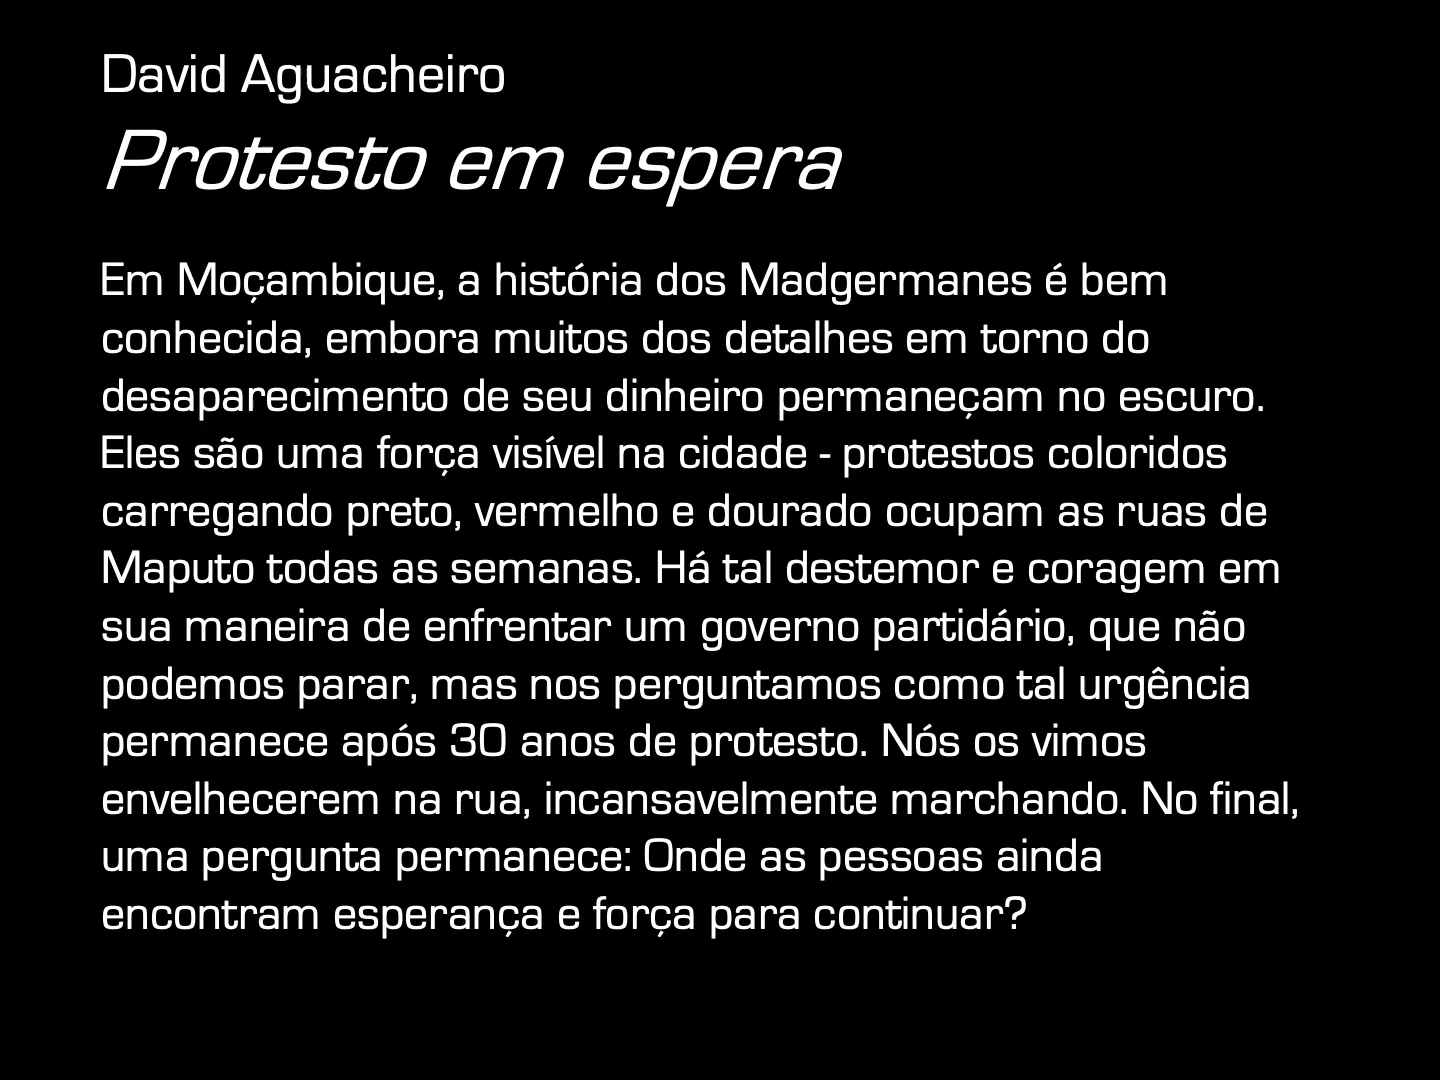 David Aguacheiro
Protesto em espera
Em Moçambique, a história dos Madgermanes é bem
conhecida, embora muitos dos detalhes em torno do
desaparecimento de seu dinheiro permaneçam no escuro.
Eles são uma força visível na cidade - protestos coloridos
carregando preto, vermelho e dourado ocupam as ruas de
Maputo todas as semanas. Há tal destemor e coragem em
sua maneira de enfrentar um governo partidário, que não
podemos parar, mas nos perguntamos como tal urgência
permanece após 30 anos de protesto. Nós os vimos
envelhecerem na rua, incansavelmente marchando. No final,
uma pergunta permanece: Onde as pessoas ainda
encontram esperança e força para continuar?